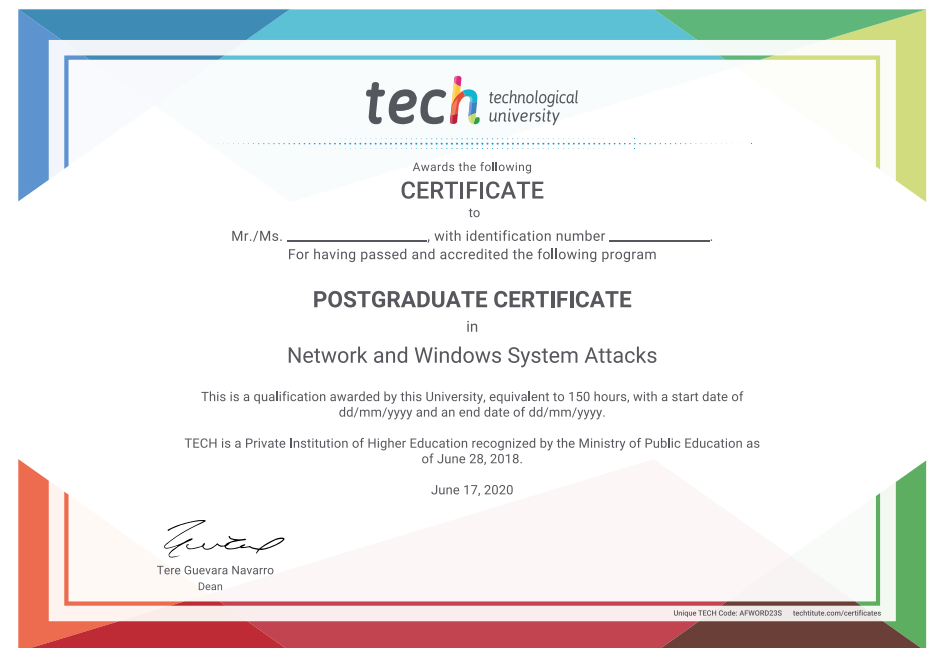 tech technological
university
Awards the following
CERTIFICATE
to
Mr./Ms. ____________________, with identification number ______________.
For having passed and accredited the following program
POSTGRADUATE CERTIFICATE
in
Network and Windows System Attacks
This is a qualification awarded by this University, equivalent to 150 hours, with a start date of
dd/mm/yyyy and an end date of dd/mm/yyyy.
TECH is a Private Institution of Higher Education recognized by the Ministry of Public Education as
of June 28, 2018.
June 17, 2020
Tere Guevara Navarro
Dean
Unique TECH Code: AFWORD23S techtitute.com/certificates